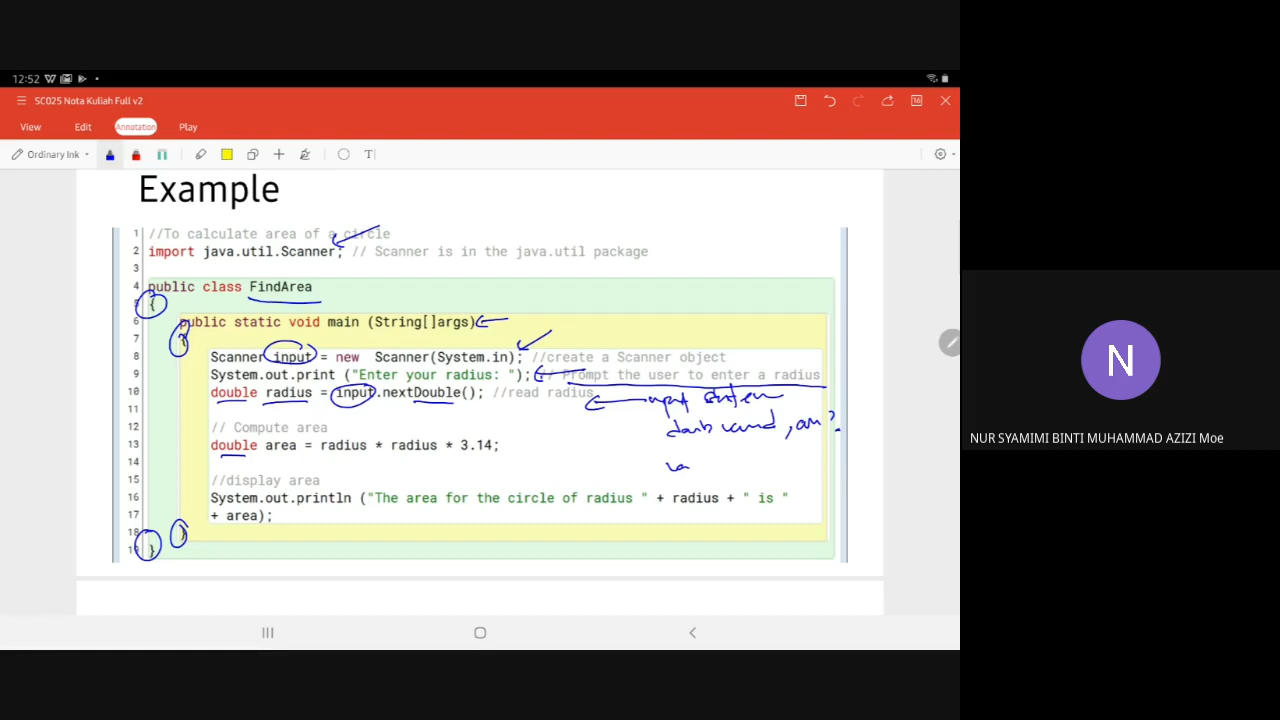 12:52
SC025 Nota Kuliah Full v2
View Edit Annotation Play
Ordinary Ink
Example
1 //To calculate area of a circle
2 import java.util.Scanner; // Scanner is in the java.util package
3
4 public class FindArea
5 {
6 public static void main (String[]args)
7 {
8 Scanner input = new Scanner(System.in); //create a Scanner object
9 System.out.print ("Enter your radius: "); // Prompt the user to enter a radius
10 double radius = input.nextDouble(); //read radius
11
12 // Compute area
13 double area = radius * radius * 3.14;
14
15 //display area
16 System.out.println ("The area for the circle of radius " + radius + " is "
17 + area);
18 }
19 }
input
N
NUR SYAMIMI BINTI MUHAMMAD AZIZI Moe